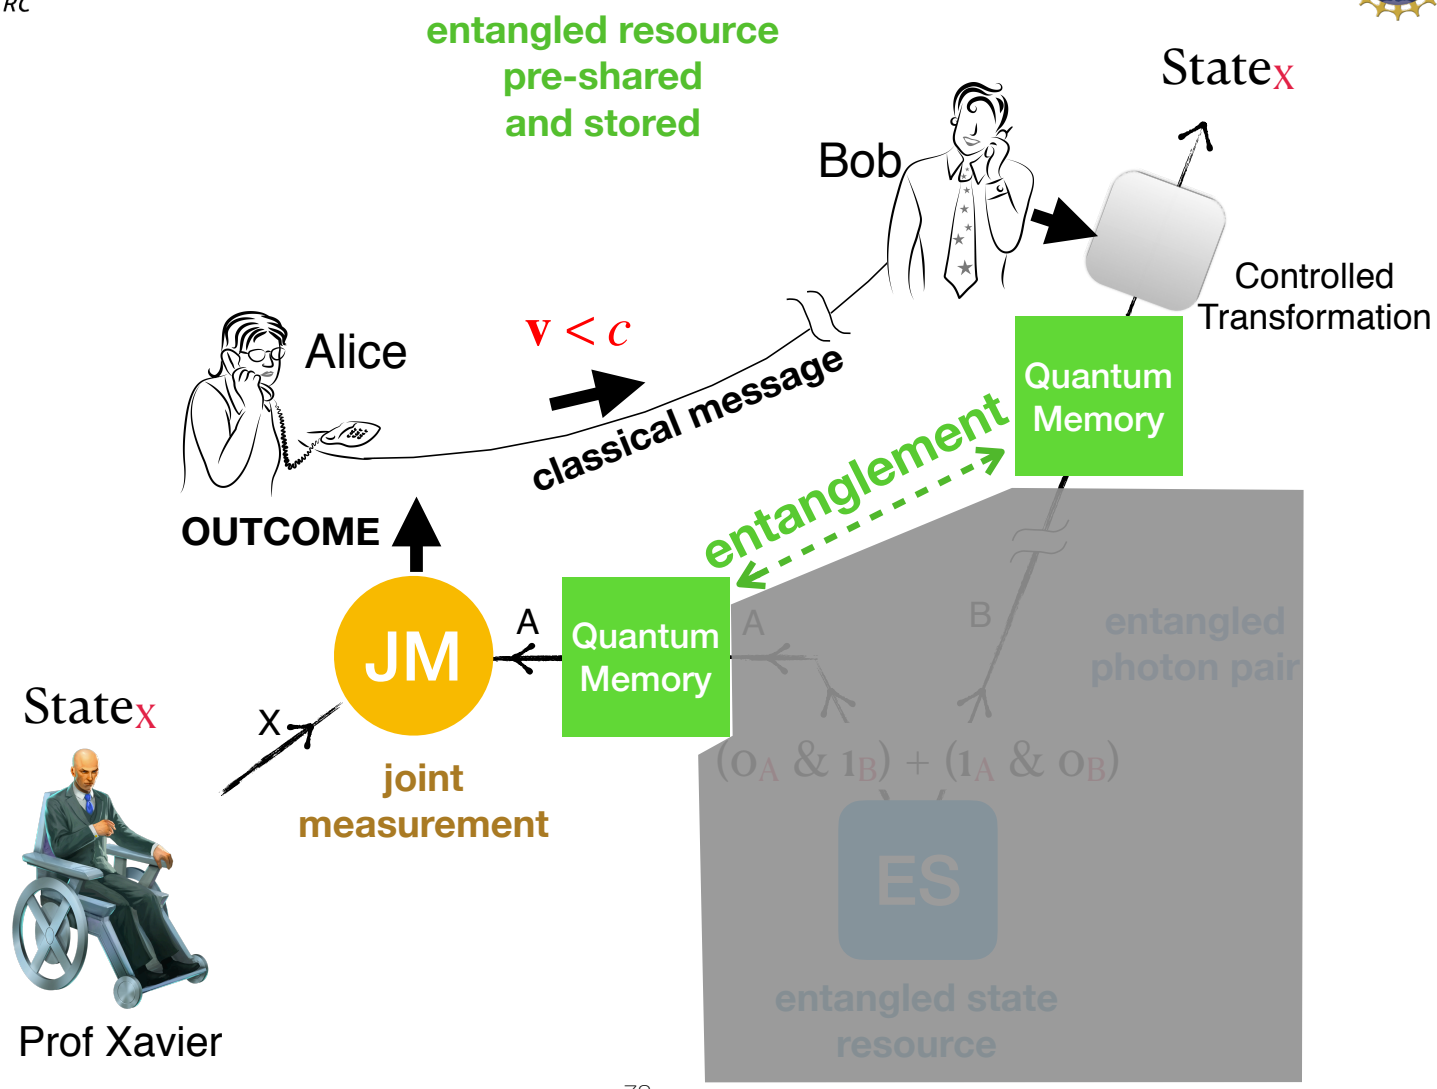 RC
entangled resource
pre-shared
and stored
StateX
Bob
Controlled
Transformation
Alice
v < c
classical message
Quantum
Memory
entanglement
OUTCOME
JM
A
Quantum
Memory
A
B
entangled
photon pair
StateX
X
joint
measurement
(0A & 1B) + (1A & 0B)
ES
entangled state
resource
Prof Xavier